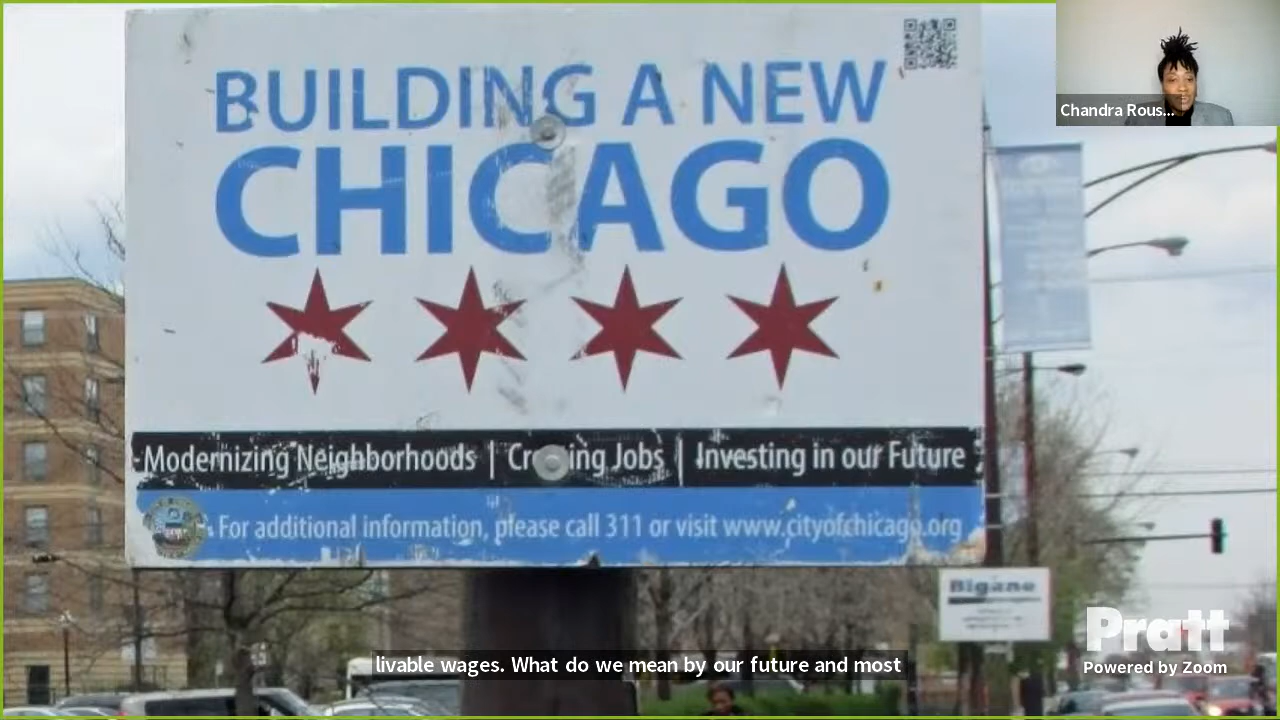 BUILDING A NEW
CHICAGO
Modernizing Neighborhoods | Creating Jobs | Investing in our Future
For additional information, please call 311 or visit www.cityofchicago.org
Chandra Rous...
Bigane
Pratt
Powered by Zoom
livable wages. What do we mean by our future and most